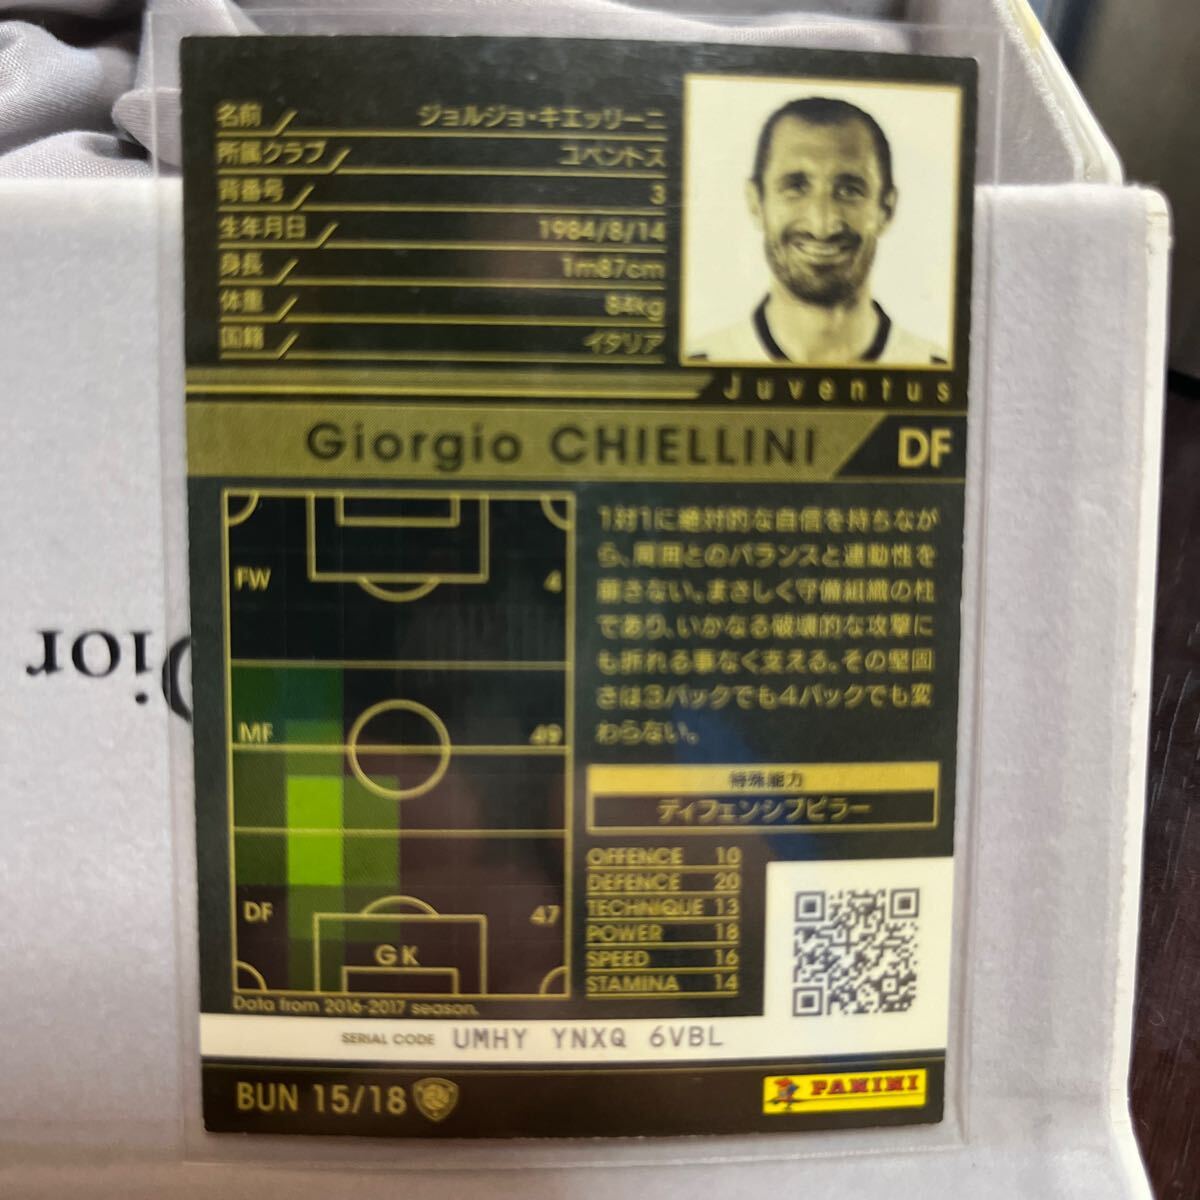 名前 ジョルジョ・キエッリーニ
所属クラブ ユベントス
背番号 3
生年月日 1984/8/14
身長 1m87cm
体重 84kg
国籍 イタリア
Juventus
Giorgio CHIELLINI DF
FW 4
MF 49
DF 47
GK
Data from 2016-2017 season.
1対1に絶対的な自信を持ちなが
ら、周囲とのバランスと連動性を
崩さない。まさしく守備組織の柱
であり、いかなる破壊的な攻撃に
も折れる事なく支える。その堅固
さは3バックでも4バックでも変
わらない。
特殊能力
ディフェンシブピラー
OFFENCE 10
DEFENCE 20
TECHNIQUE 13
POWER 18
SPEED 16
STAMINA 14
SERIAL CODE UMHY YNXQ 6VBL
BUN 15/18
PANINI
Dior